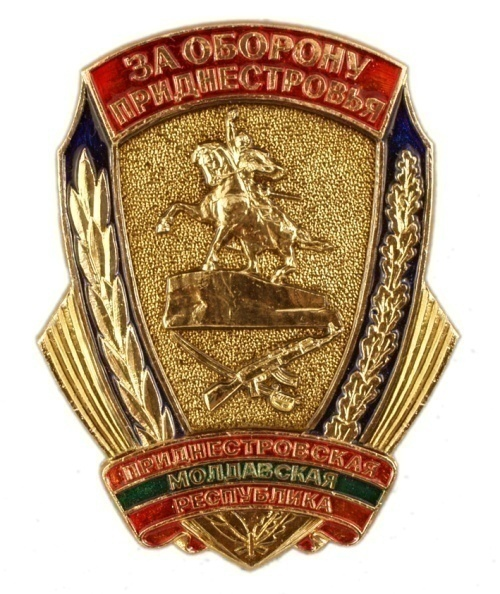 ЗА ОБОРОНУ
ПРИДНЕСТРОВЬЯ
ПРИДНЕСТРОВСКАЯ
МОЛДАВСКАЯ
РЕСПУБЛИКА